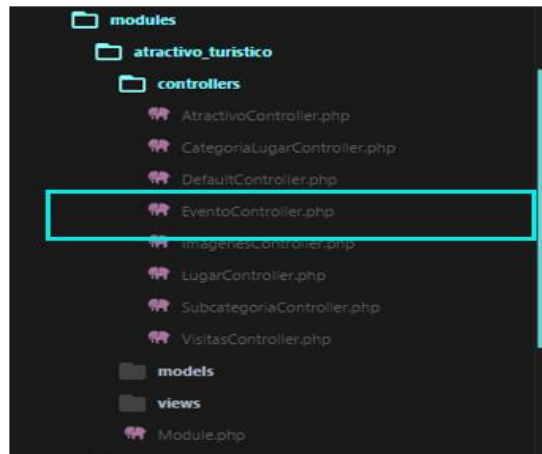 modules
atractivo_turistico
controllers
AtractivoController.php
CategoriaLugarController.php
DefaultController.php
EventoController.php
ImagenesController.php
LugarController.php
SubcategoriaController.php
VisitasController.php
models
views
Module.php